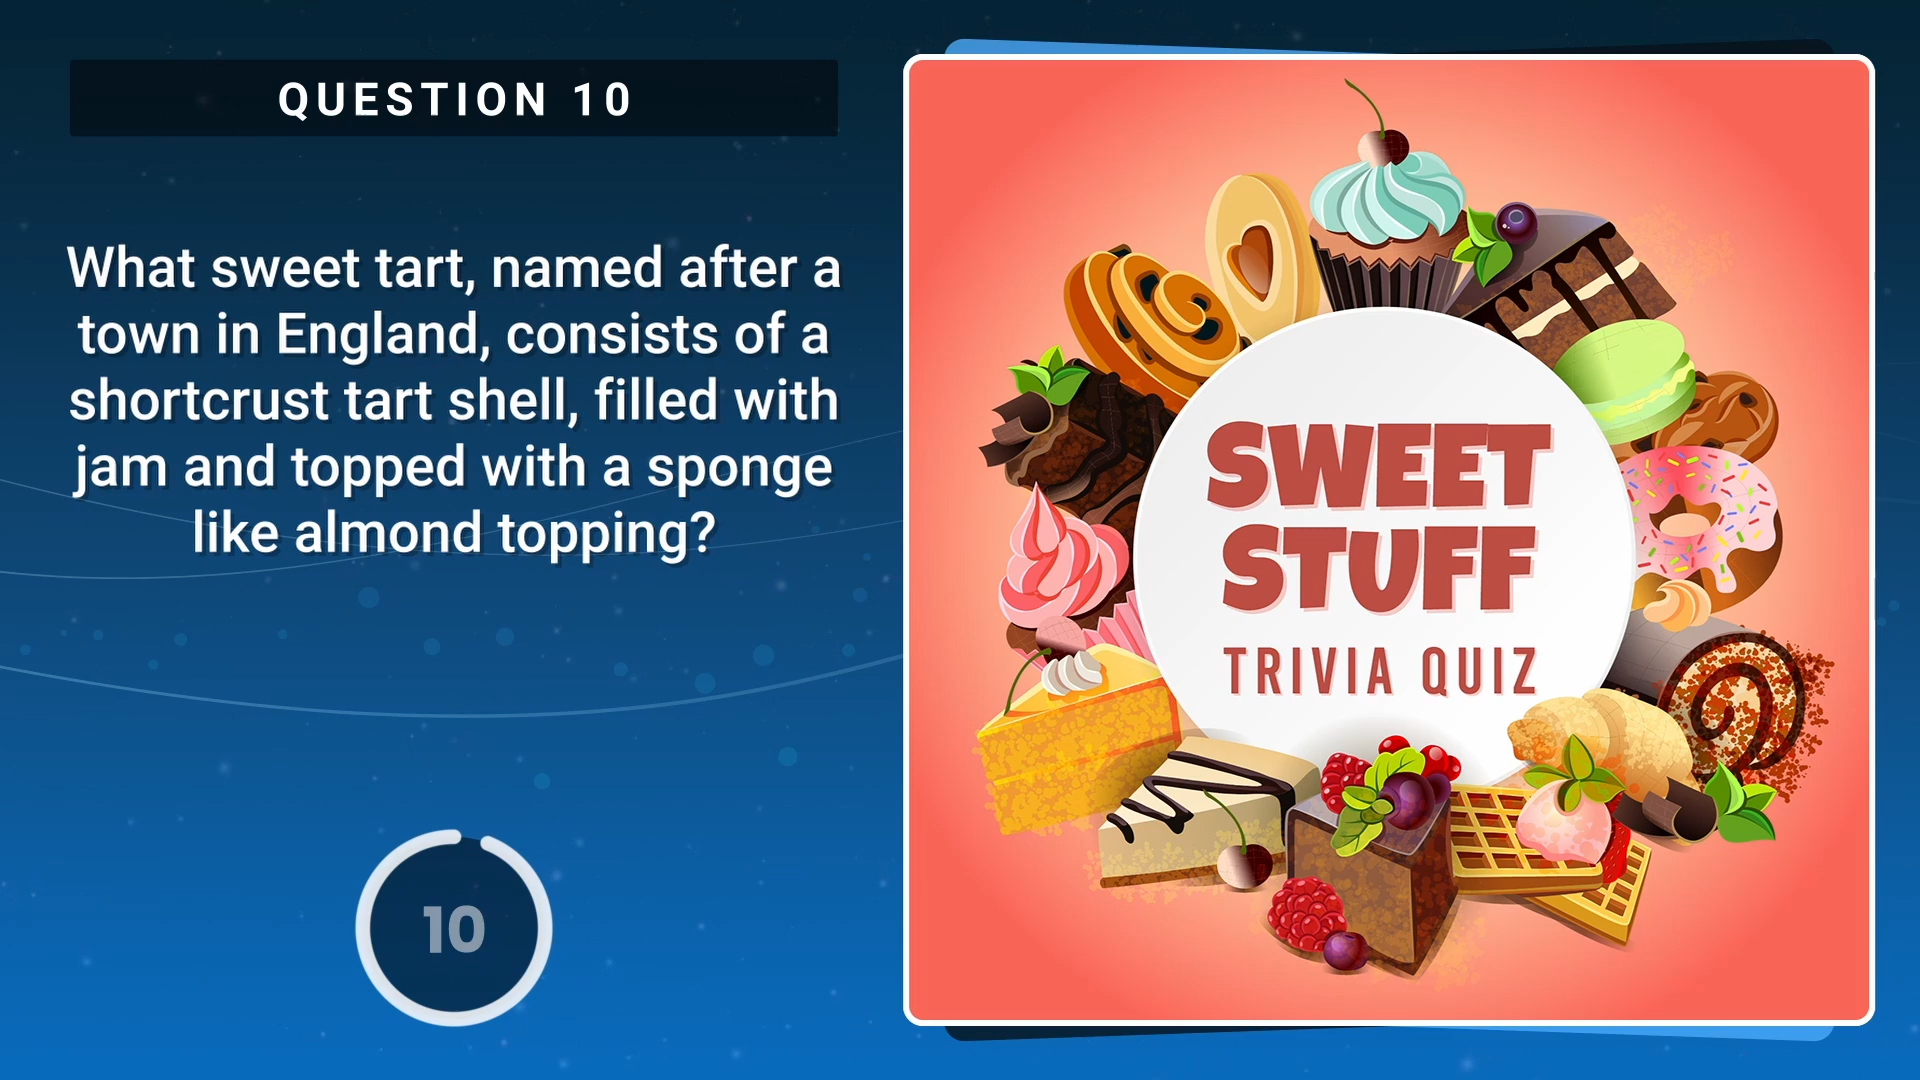 QUESTION 10
What sweet tart, named after a
town in England, consists of a
shortcrust tart shell, filled with
jam and topped with a sponge
like almond topping?
10
SWEET
STUFF
TRIVIA QUIZ